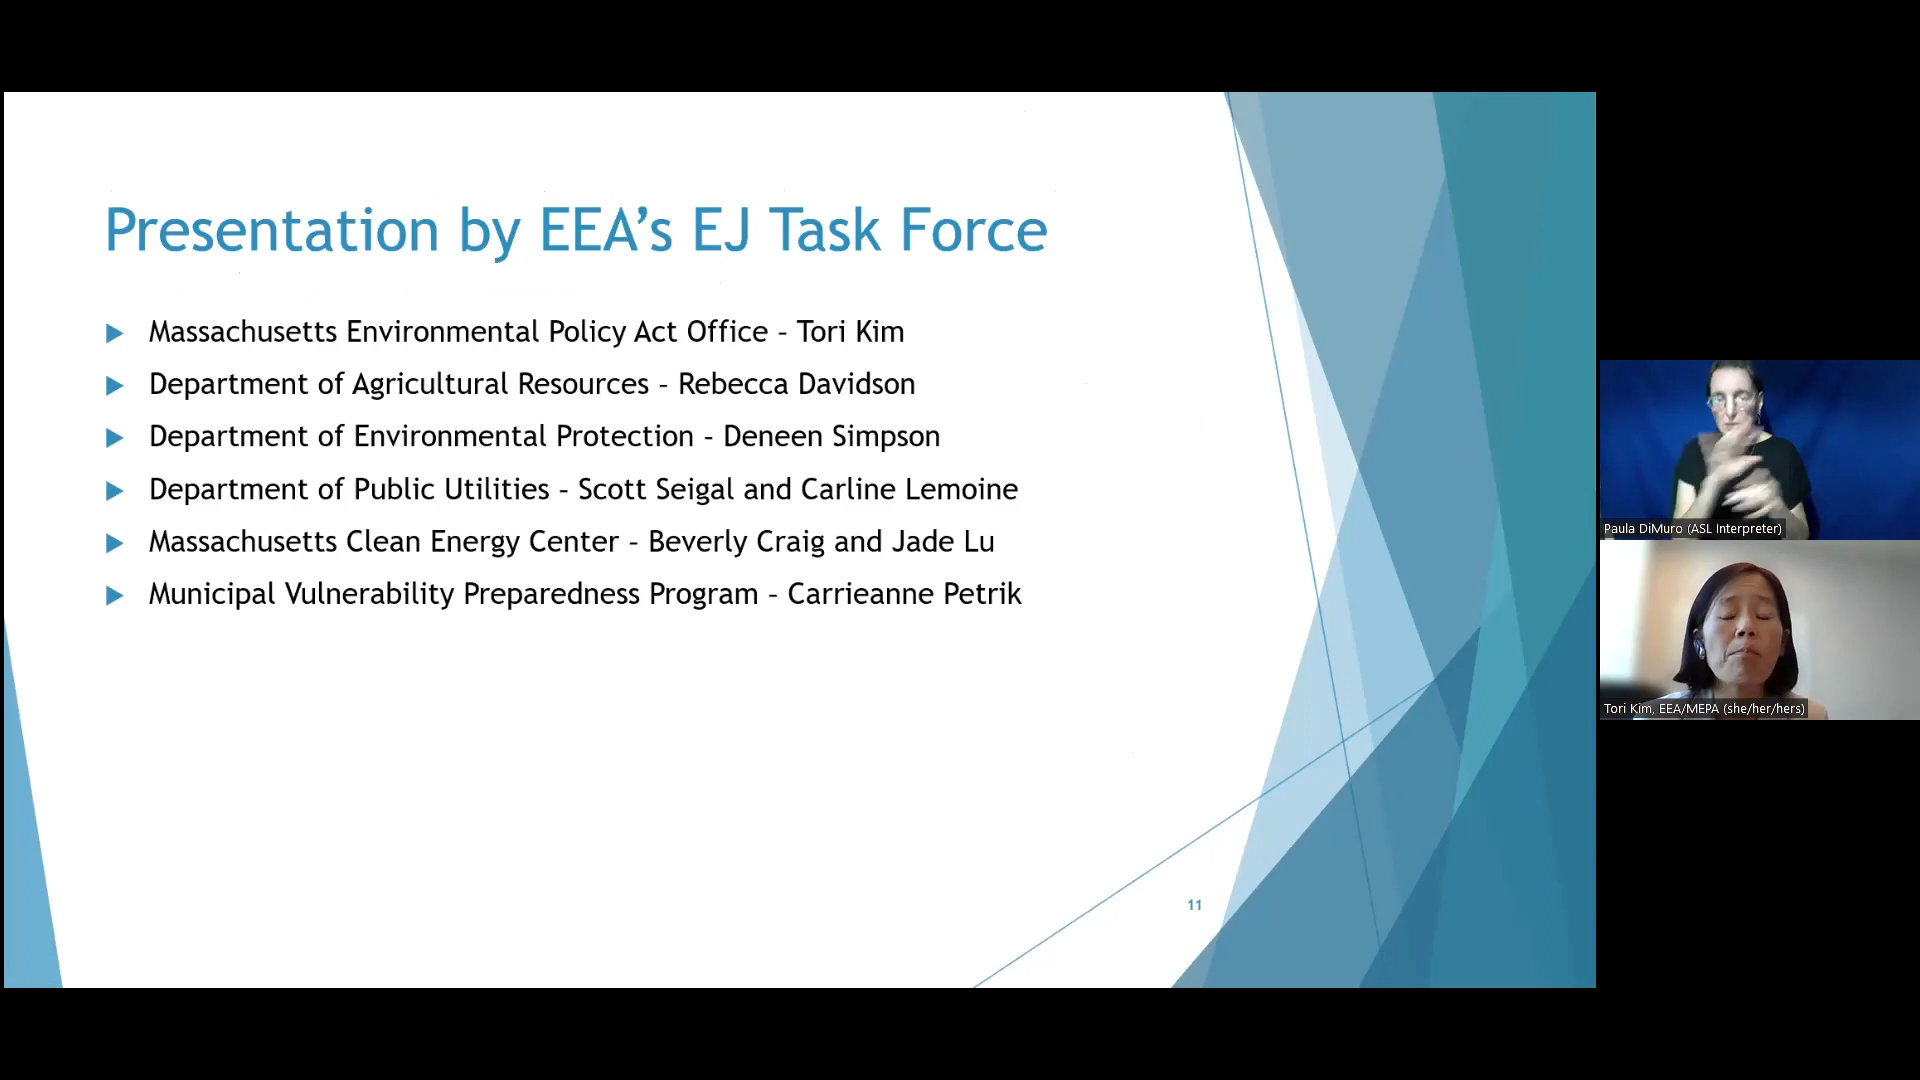 Presentation by EEA’s EJ Task Force
Massachusetts Environmental Policy Act Office – Tori Kim
Department of Agricultural Resources – Rebecca Davidson
Department of Environmental Protection – Deneen Simpson
Department of Public Utilities – Scott Seigal and Carline Lemoine
Massachusetts Clean Energy Center – Beverly Craig and Jade Lu
Municipal Vulnerability Preparedness Program – Carrieanne Petrik
11
Paula DiMuro (ASL Interpreter)
Tori Kim, EEA/MEPA (she/her/hers)